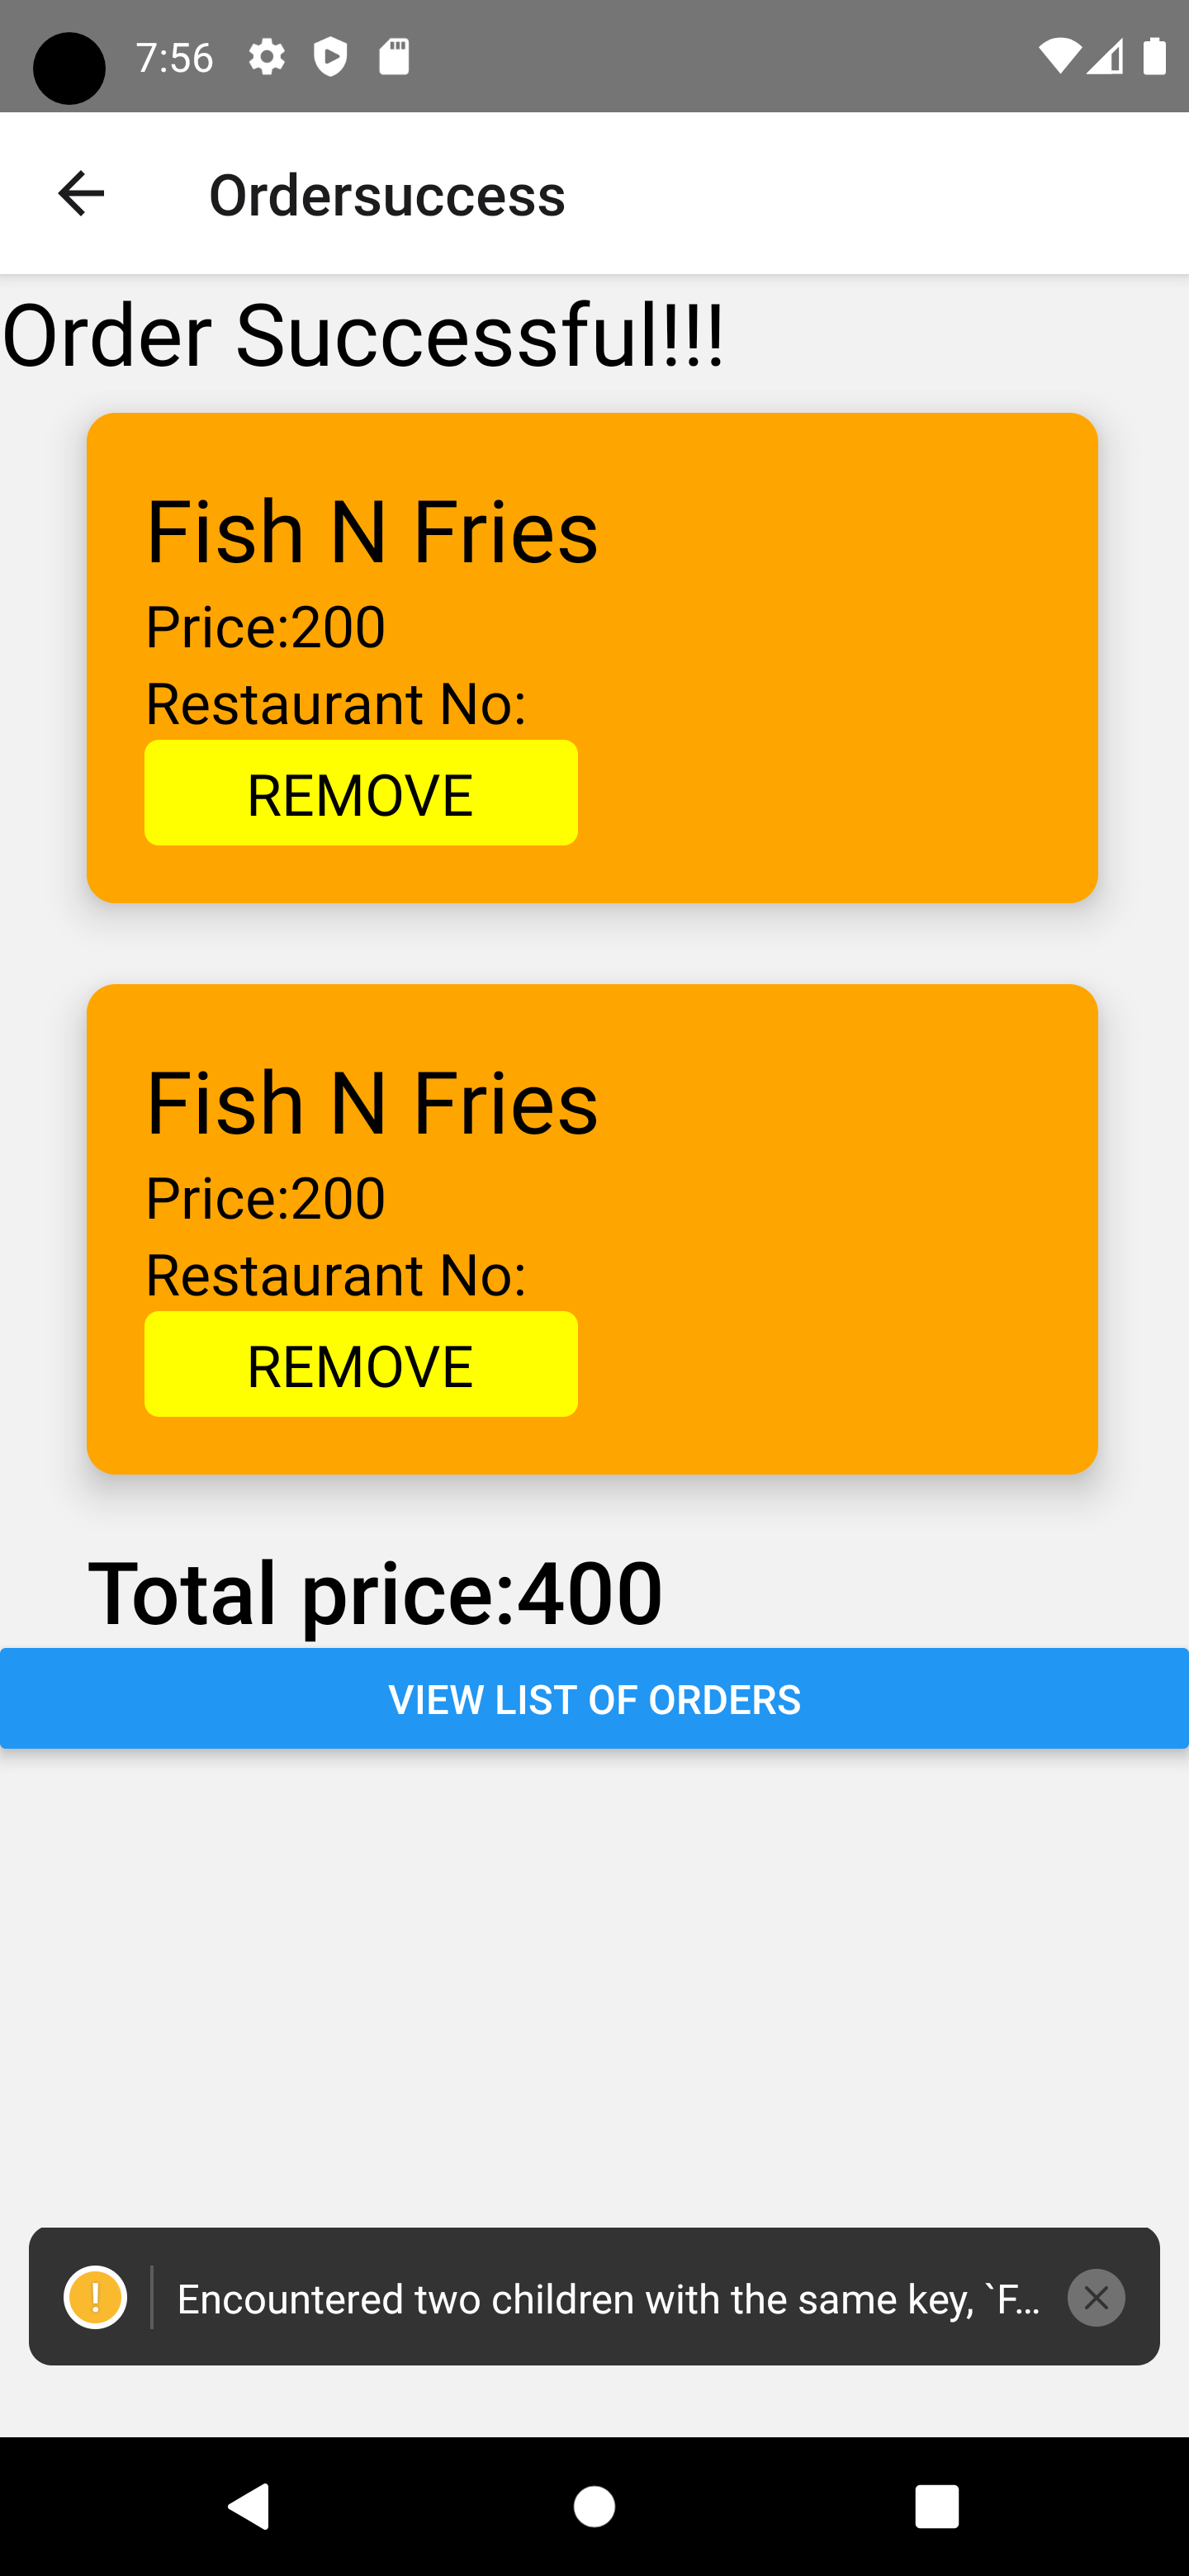 7:56
Ordersuccess
Order Successful!!!
Fish N Fries
Price:200
Restaurant No:
REMOVE
Fish N Fries
Price:200
Restaurant No:
REMOVE
Total price:400
VIEW LIST OF ORDERS
! Encountered two children with the same key, `F...